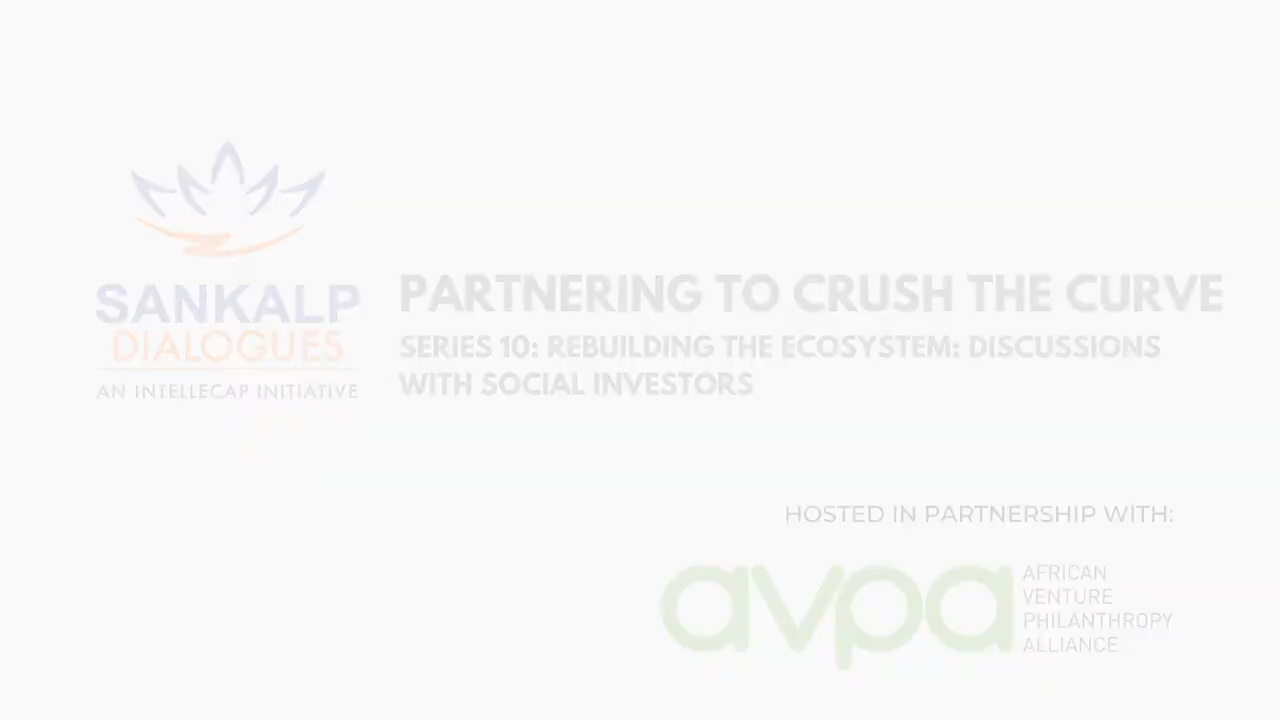 SANKALP
DIALOGUES
AN INTELLECAP INITIATIVE
PARTNERING TO CRUSH THE CURVE
SERIES 10: REBUILDING THE ECOSYSTEM: DISCUSSIONS
WITH SOCIAL INVESTORS
HOSTED IN PARTNERSHIP WITH:
avpa
AFRICAN
VENTURE
PHILANTHROPY
ALLIANCE